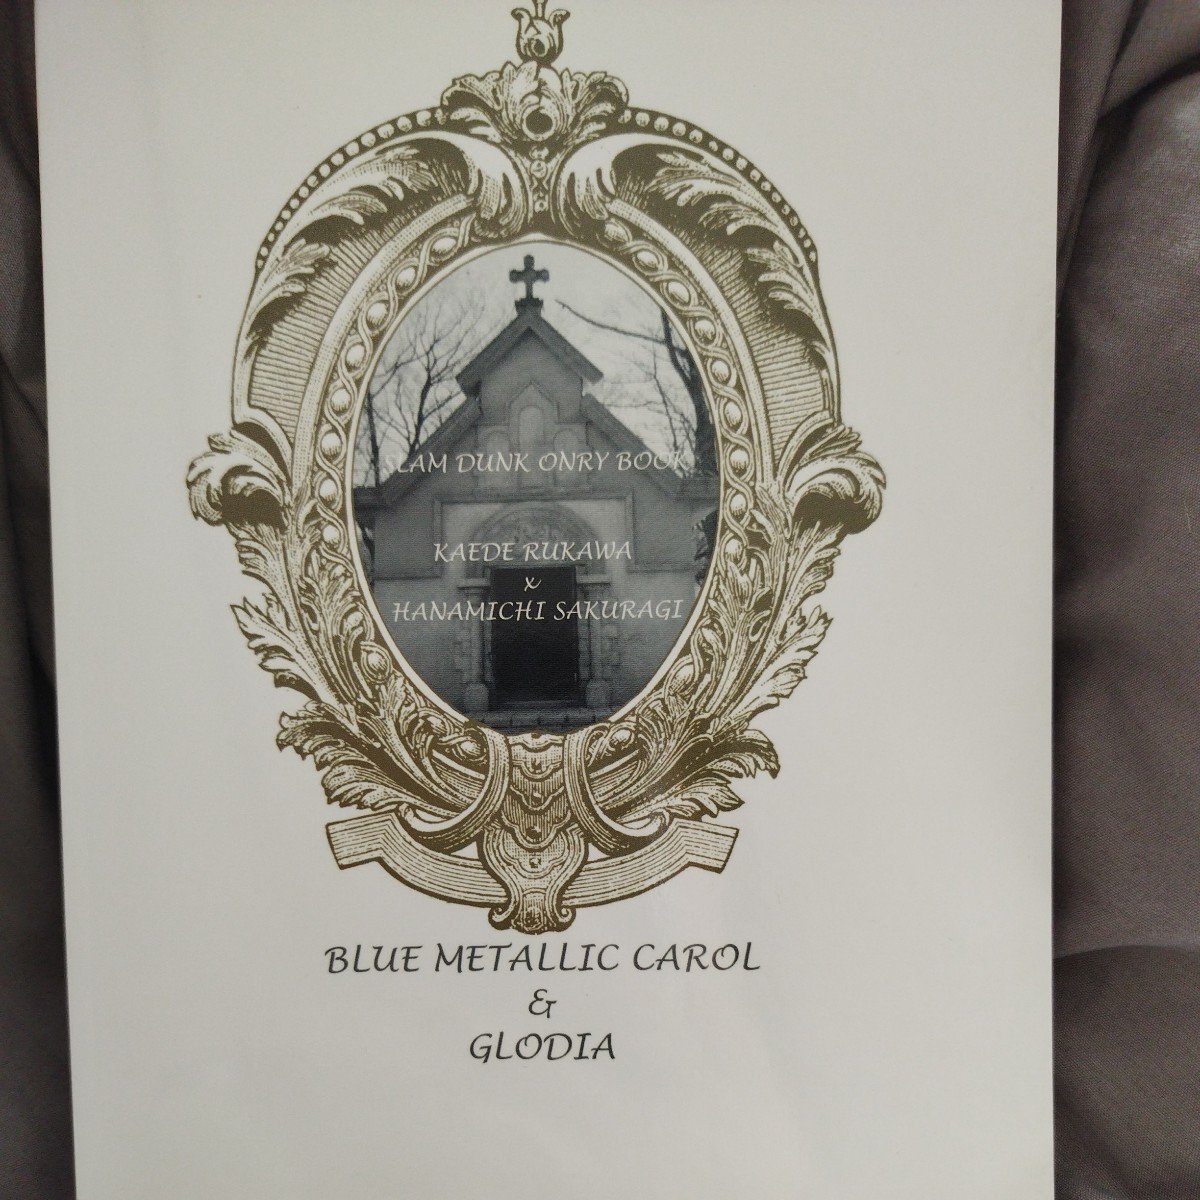 SLAM DUNK ONRY BOOK
KAEDE RUKAWA
x
HANAMICHI SAKURAGI
BLUE METALLIC CAROL
&
GLODIA